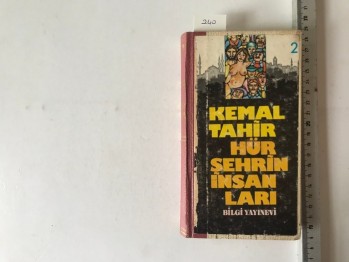 260
2
KEMAL
TAHİR
HÜR
ŞEHRİN
İNSAN
LARI
BİLGİ YAYINEVİ